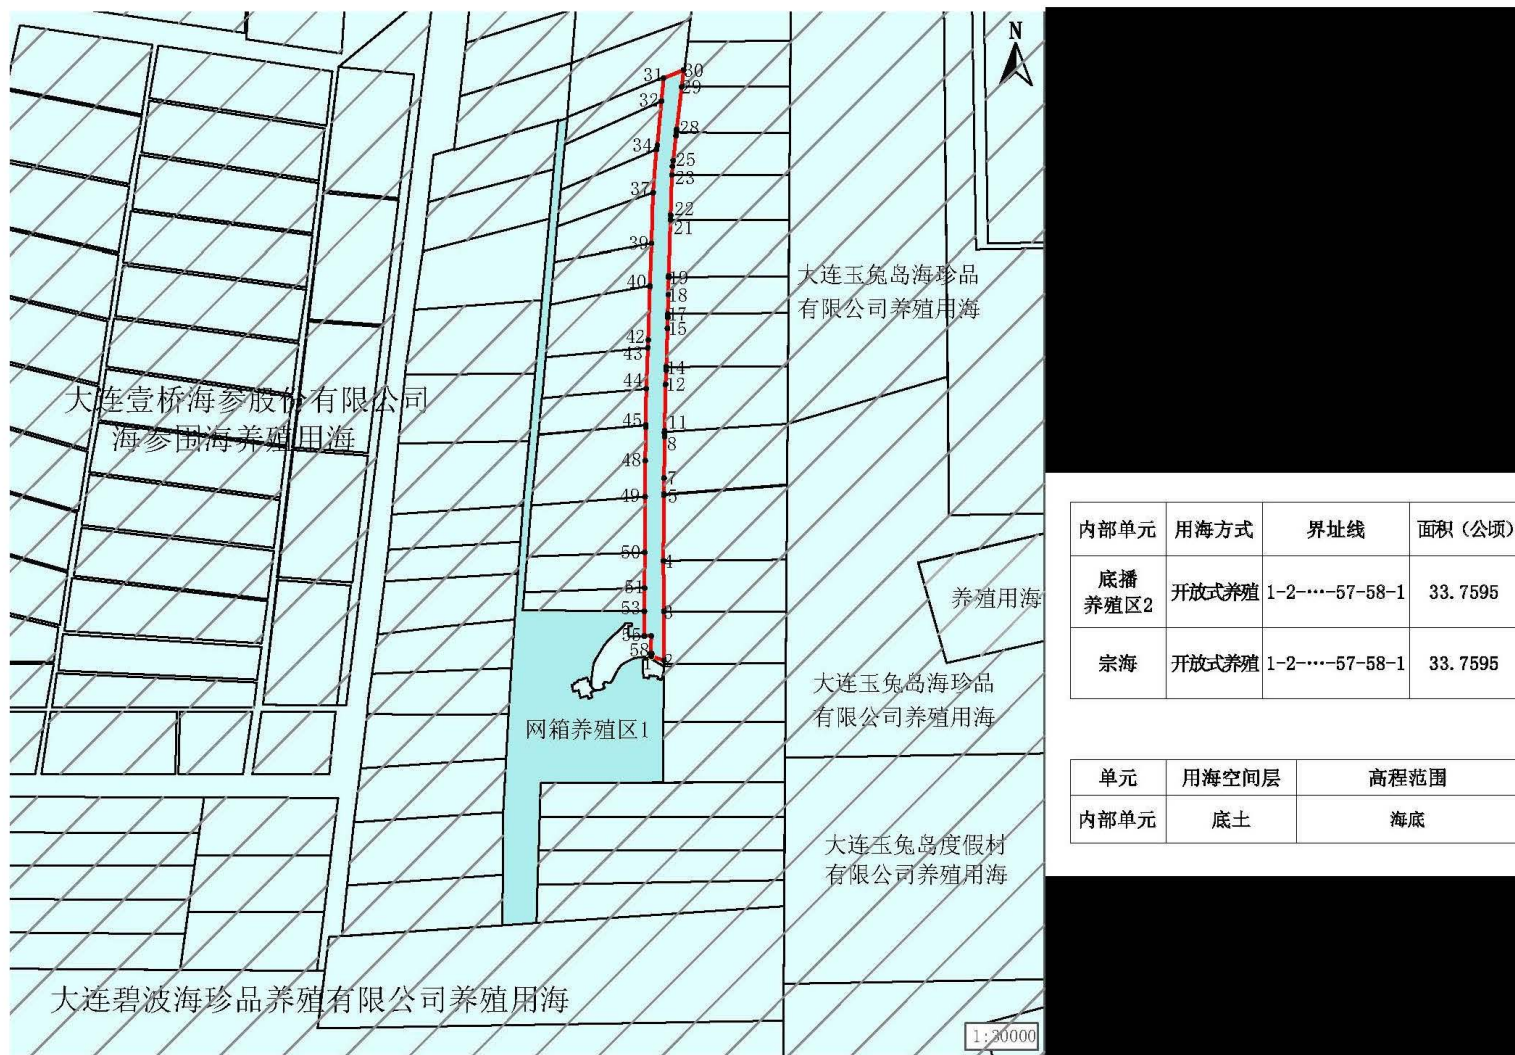 N
31
30
29
32
28
34
25
23
37
22
21
39
19
40
18
17
15
42
43
14
44
12
45
11
8
48
7
49
5
50
4
51
53
3
55
58
1
2
大连玉兔岛海珍品
有限公司养殖用海
大连壹桥海参股份有限公司
海参围海养殖用海
养殖用海
大连玉兔岛海珍品
有限公司养殖用海
网箱养殖区1
大连玉兔岛度假村
有限公司养殖用海
大连碧波海珍品养殖有限公司养殖用海
1:30000
内部单元 用海方式 界址线 面积（公顷）
底播
养殖区2 开放式养殖 1-2-…-57-58-1 33.7595
宗海 开放式养殖 1-2-…-57-58-1 33.7595
单元 用海空间层 高程范围
内部单元 底土 海底